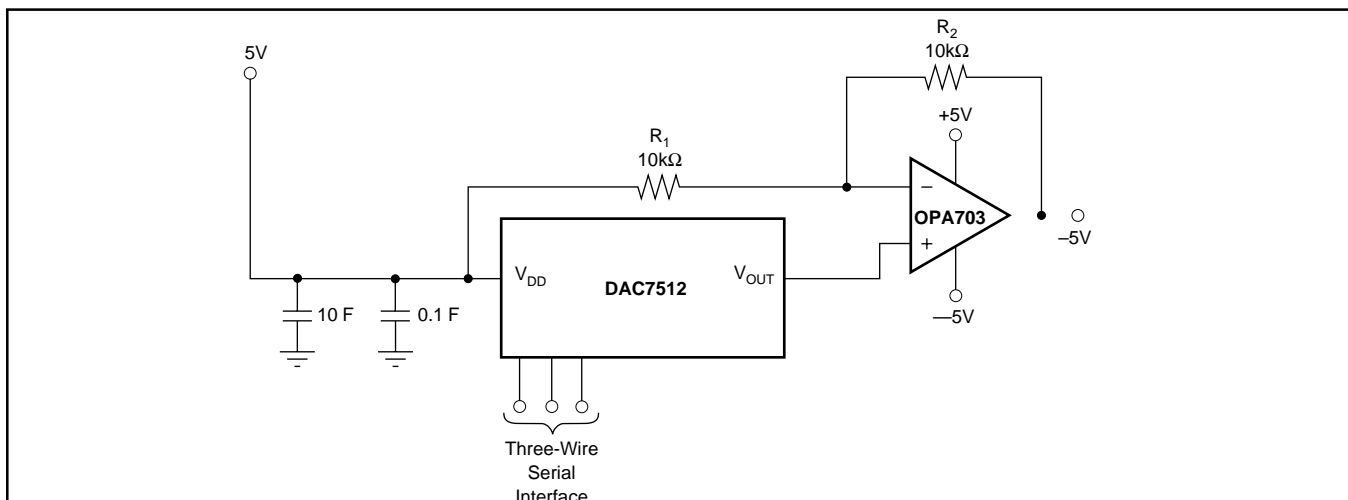 5V
R2
10kΩ
+5V
R1
10kΩ
–
OPA703
+
–5V
—5V
VDD
DAC7512
VOUT
10 F
0.1 F
Three-Wire
Serial
Interface